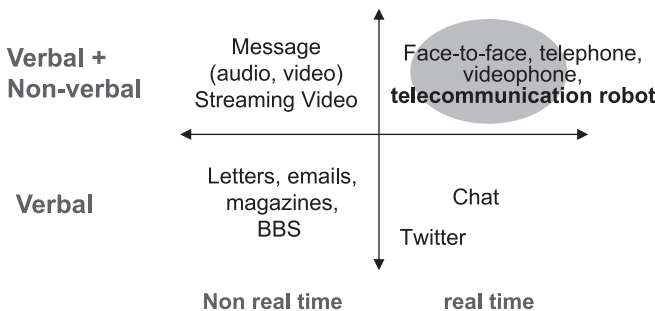 Verbal +
Non-verbal
Message
(audio, video)
Streaming Video
Face-to-face, telephone,
videophone,
telecommunication robot
Verbal
Letters, emails,
magazines,
BBS
Chat
Twitter
Non real time
real time